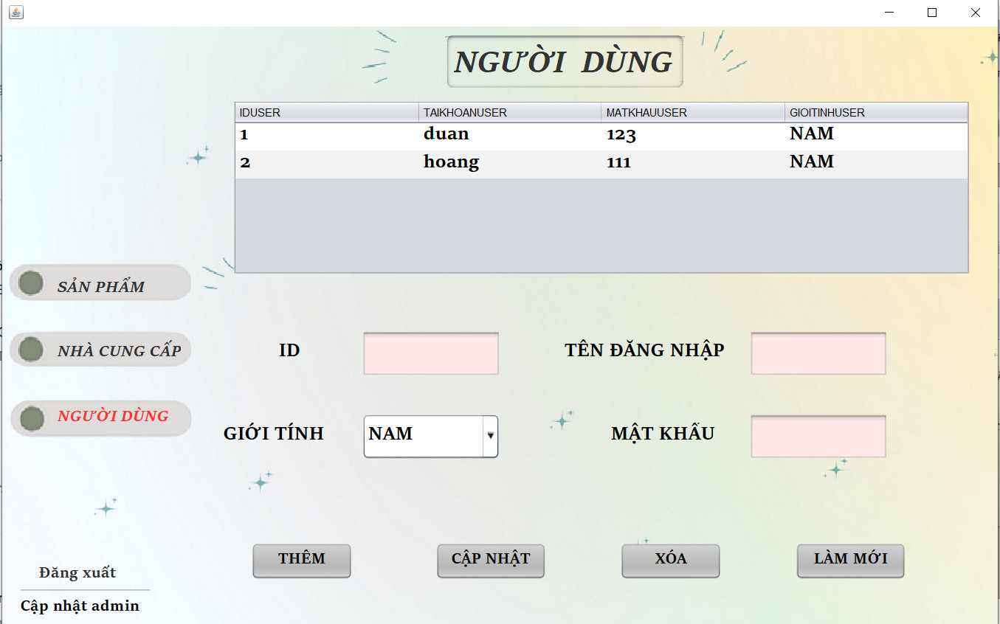 NGƯỜI DÙNG
IDUSER TAIKHOANUSER MATKHAUUSER GIOITINHUSER
1 duan 123 NAM
2 hoang 111 NAM
SẢN PHẨM
NHÀ CUNG CẤP
NGƯỜI DÙNG
ID
TÊN ĐĂNG NHẬP
GIỚI TÍNH NAM
MẬT KHẨU
THÊM CẬP NHẬT XÓA LÀM MỚI
Đăng xuất
Cập nhật admin